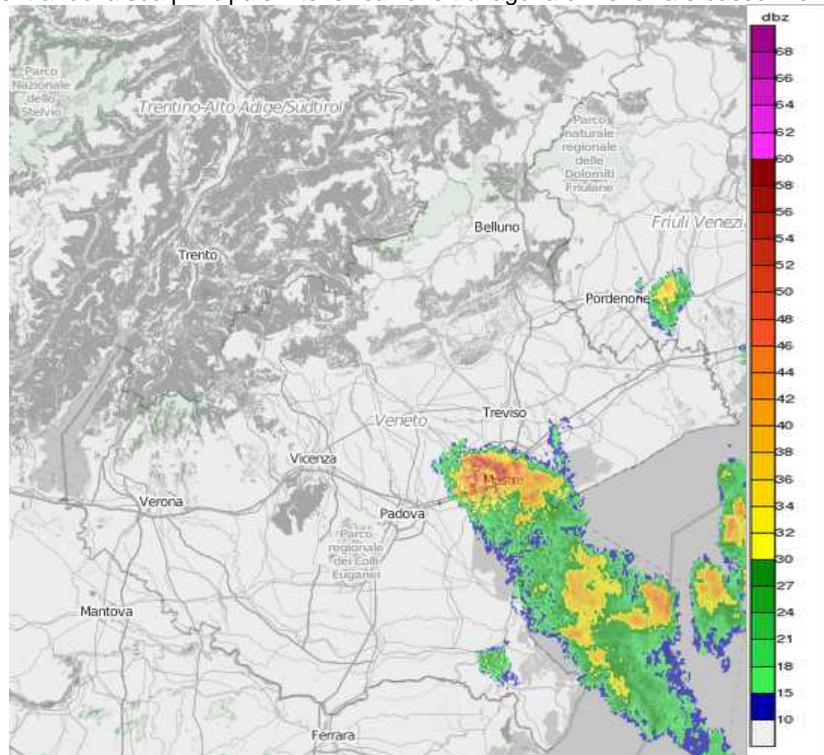 dbz
68
66
64
62
60
58
56
54
52
50
48
46
44
42
40
38
36
34
32
30
27
24
21
18
15
10
Parco
Nazionale
dello
Stelvio
Trentino-Alto Adige/Südtirol
Parco
naturale
regionale
delle
Dolomiti
Friulane
Belluno
Friuli Venezi
Trento
Pordenone
Treviso
Veneto
Vicenza
Mestre
Verona
Padova
Parco
regionale
dei Colli
Euganei
Mantova
Ferrara